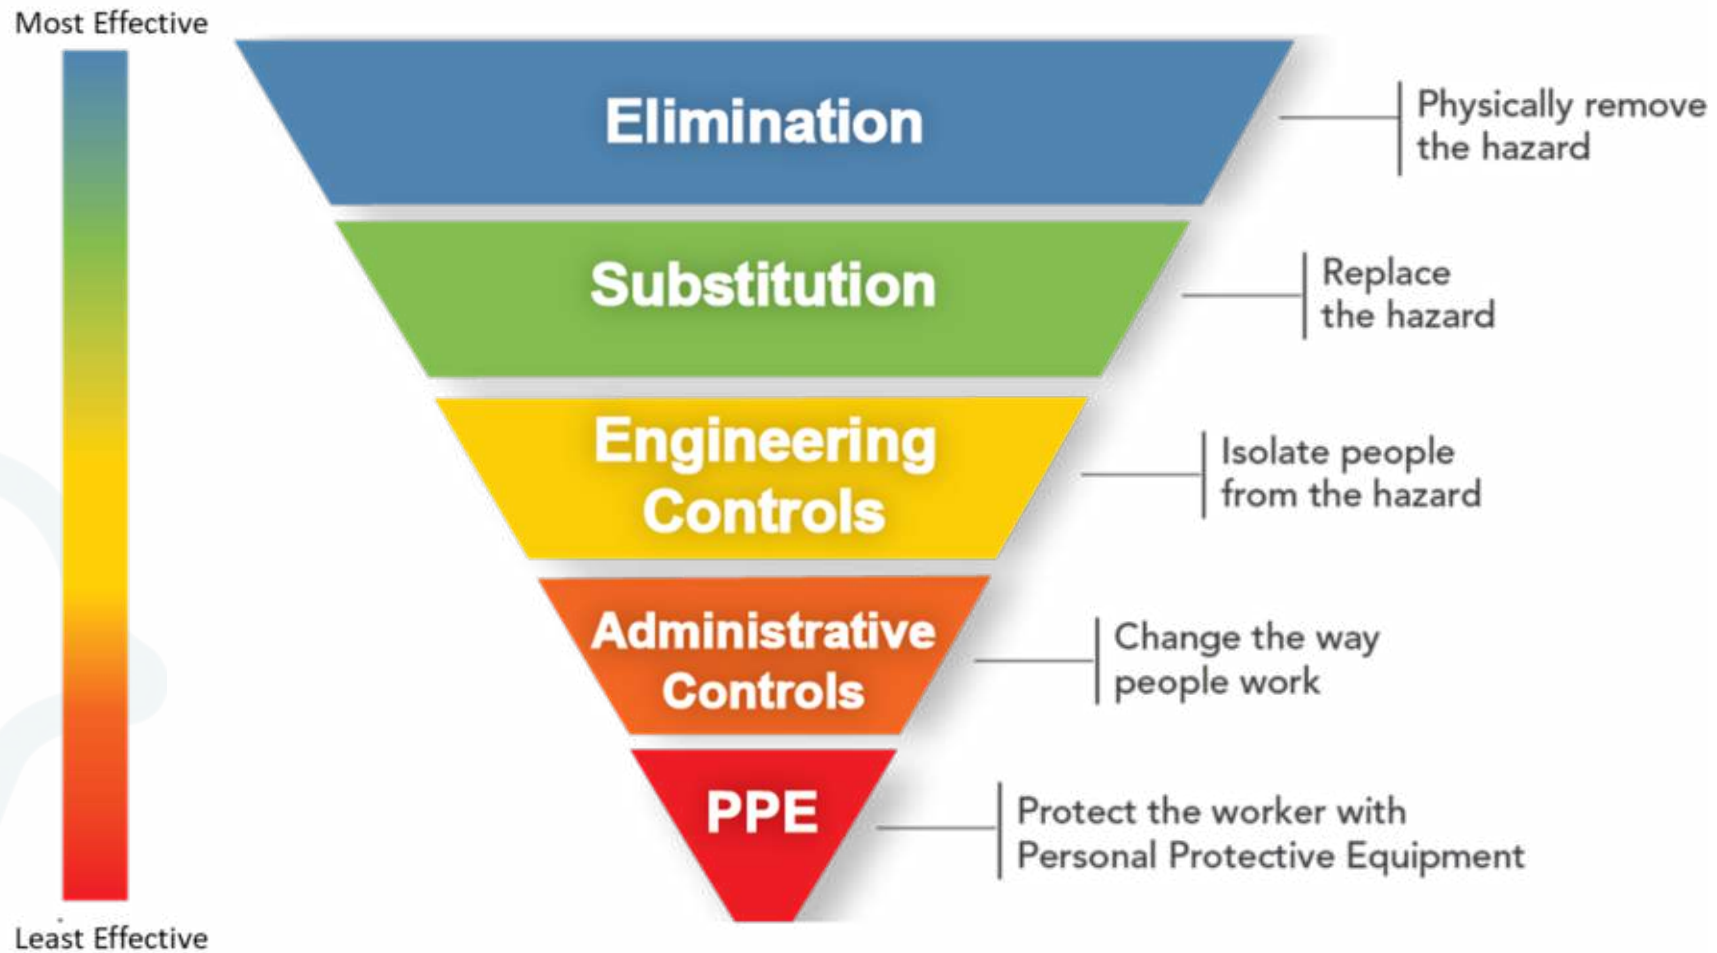 Most Effective
Elimination
Physically remove
the hazard
Substitution
Replace
the hazard
Engineering
Controls
Isolate people
from the hazard
Administrative
Controls
Change the way
people work
PPE
Protect the worker with
Personal Protective Equipment
Least Effective